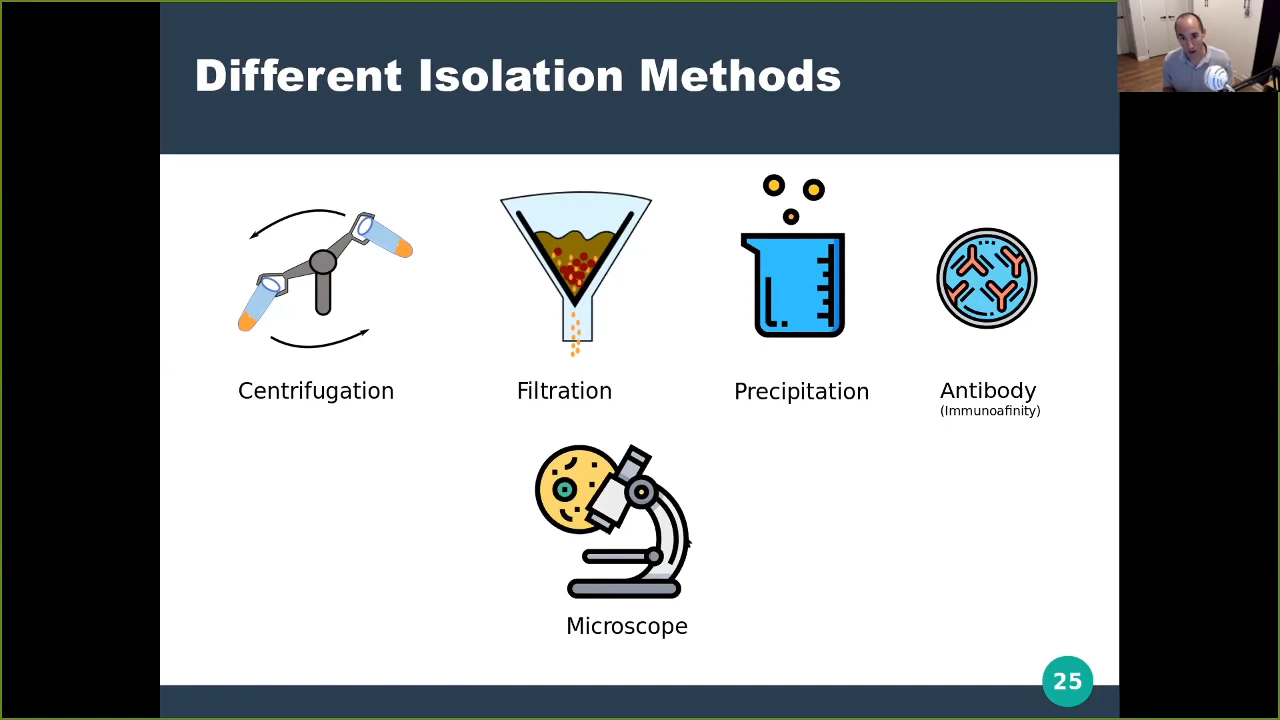 Different Isolation Methods
Centrifugation
Filtration
Precipitation
Antibody
(Immunoafinity)
Microscope
25